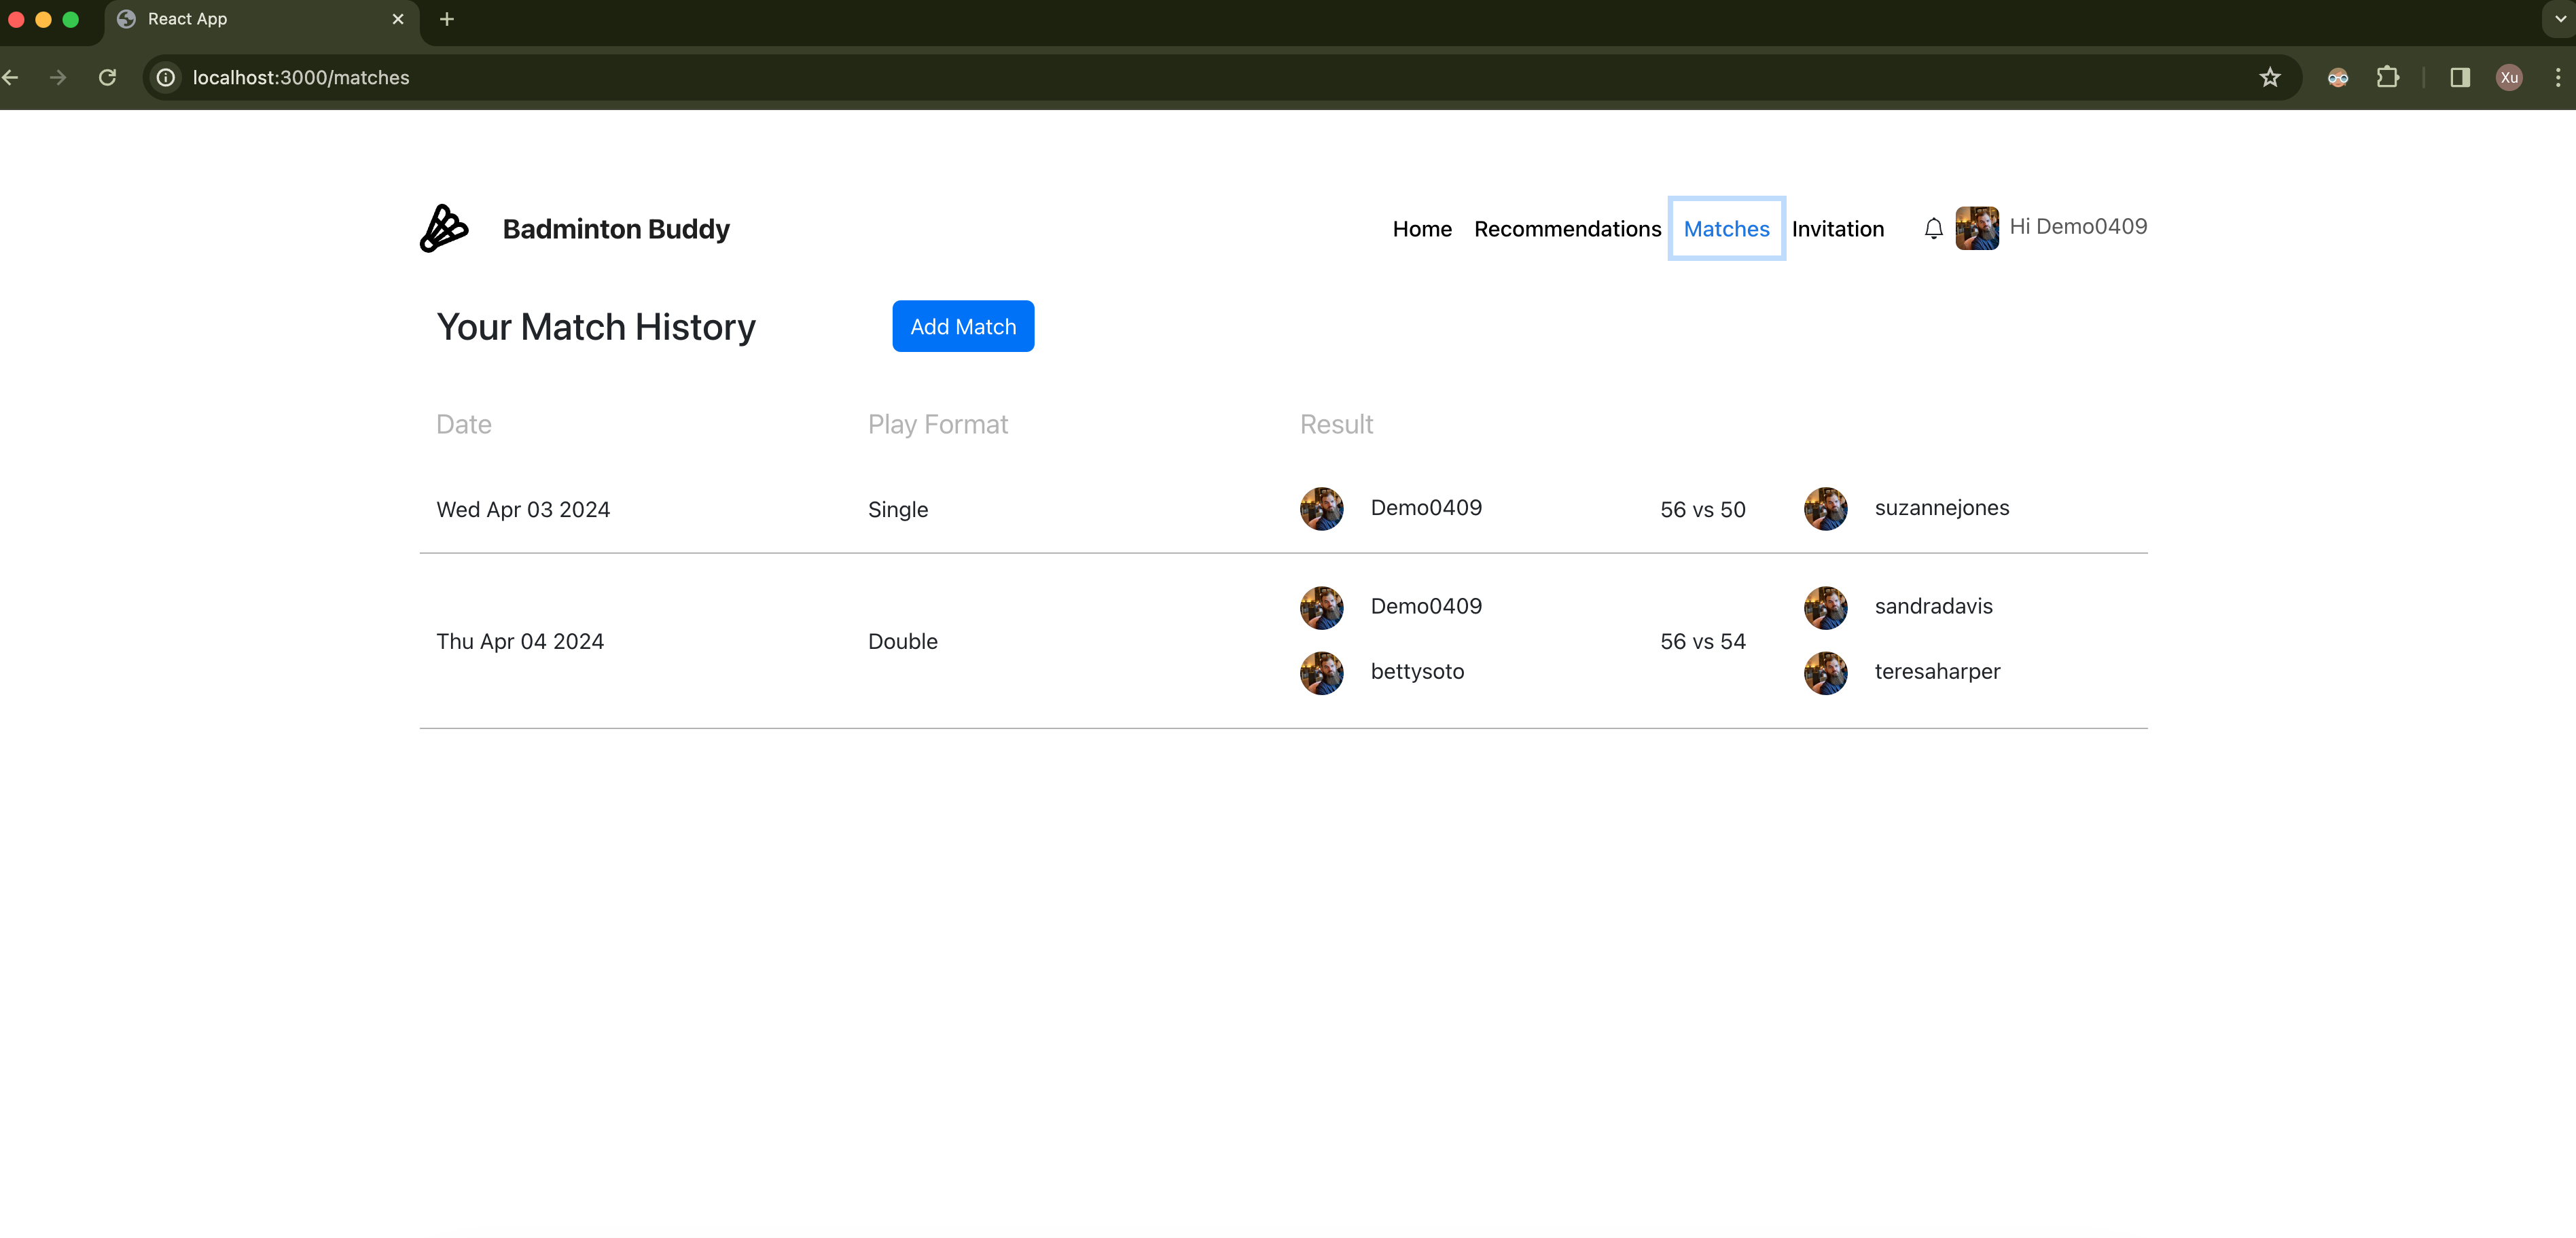 React App
localhost:3000/matches
Xu
Badminton Buddy
Home Recommendations Matches Invitation Hi Demo0409
Your Match History Add Match
Date Play Format Result
Wed Apr 03 2024 Single Demo0409 56 vs 50 suzannejones
Demo0409 sandradavis
Thu Apr 04 2024 Double 56 vs 54
bettysoto teresaharper